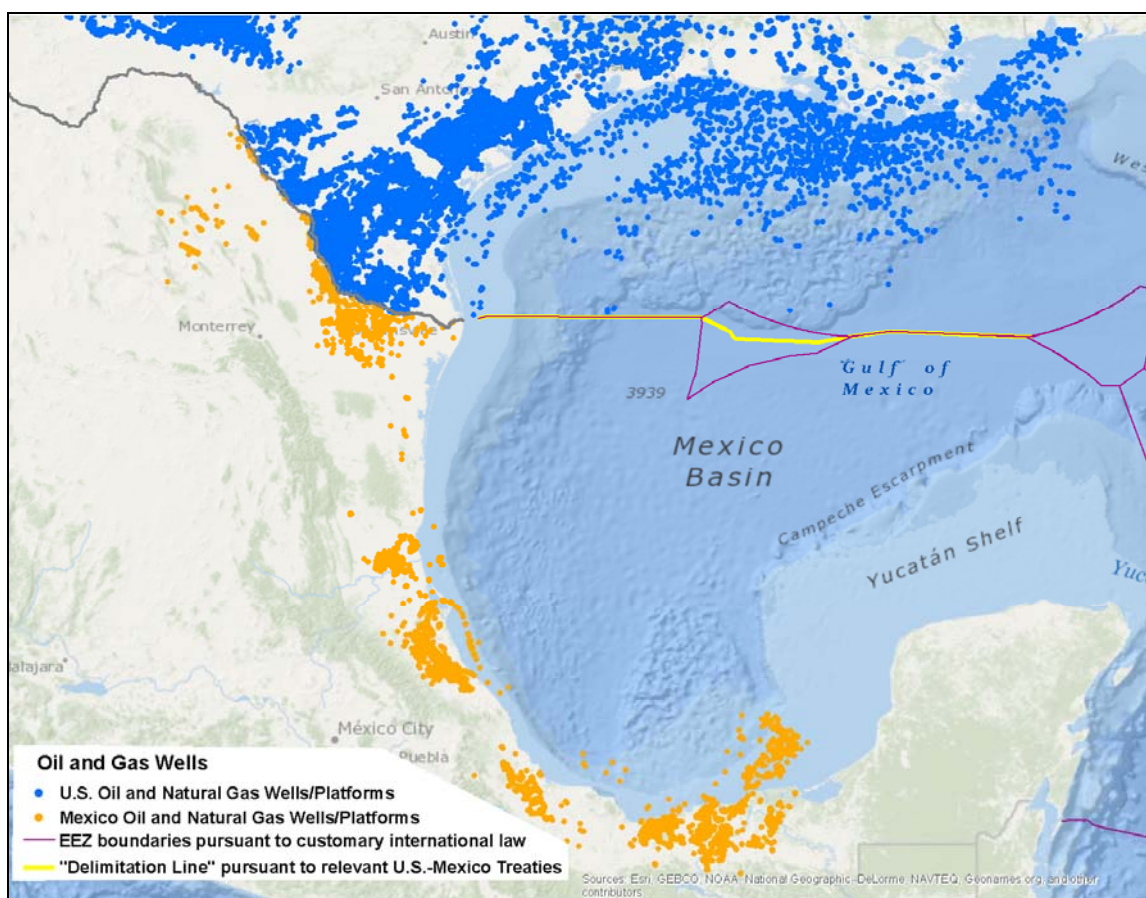 Austin
San Antonio
Wes
Monterrey
Gulf of
Mexico
3939
Mexico
Basin
Campeche Escarpment
Yucatán Shelf
Yuc
alajara
México City
Puebla
Oil and Gas Wells
U.S. Oil and Natural Gas Wells/Platforms
Mexico Oil and Natural Gas Wells/Platforms
EEZ boundaries pursuant to customary international law
"Delimitation Line" pursuant to relevant U.S.-Mexico Treaties
Sources: Esri, GEBCO, NOAA, National Geographic, DeLorme, NAVTEQ, Geonames.org, and other
contributors